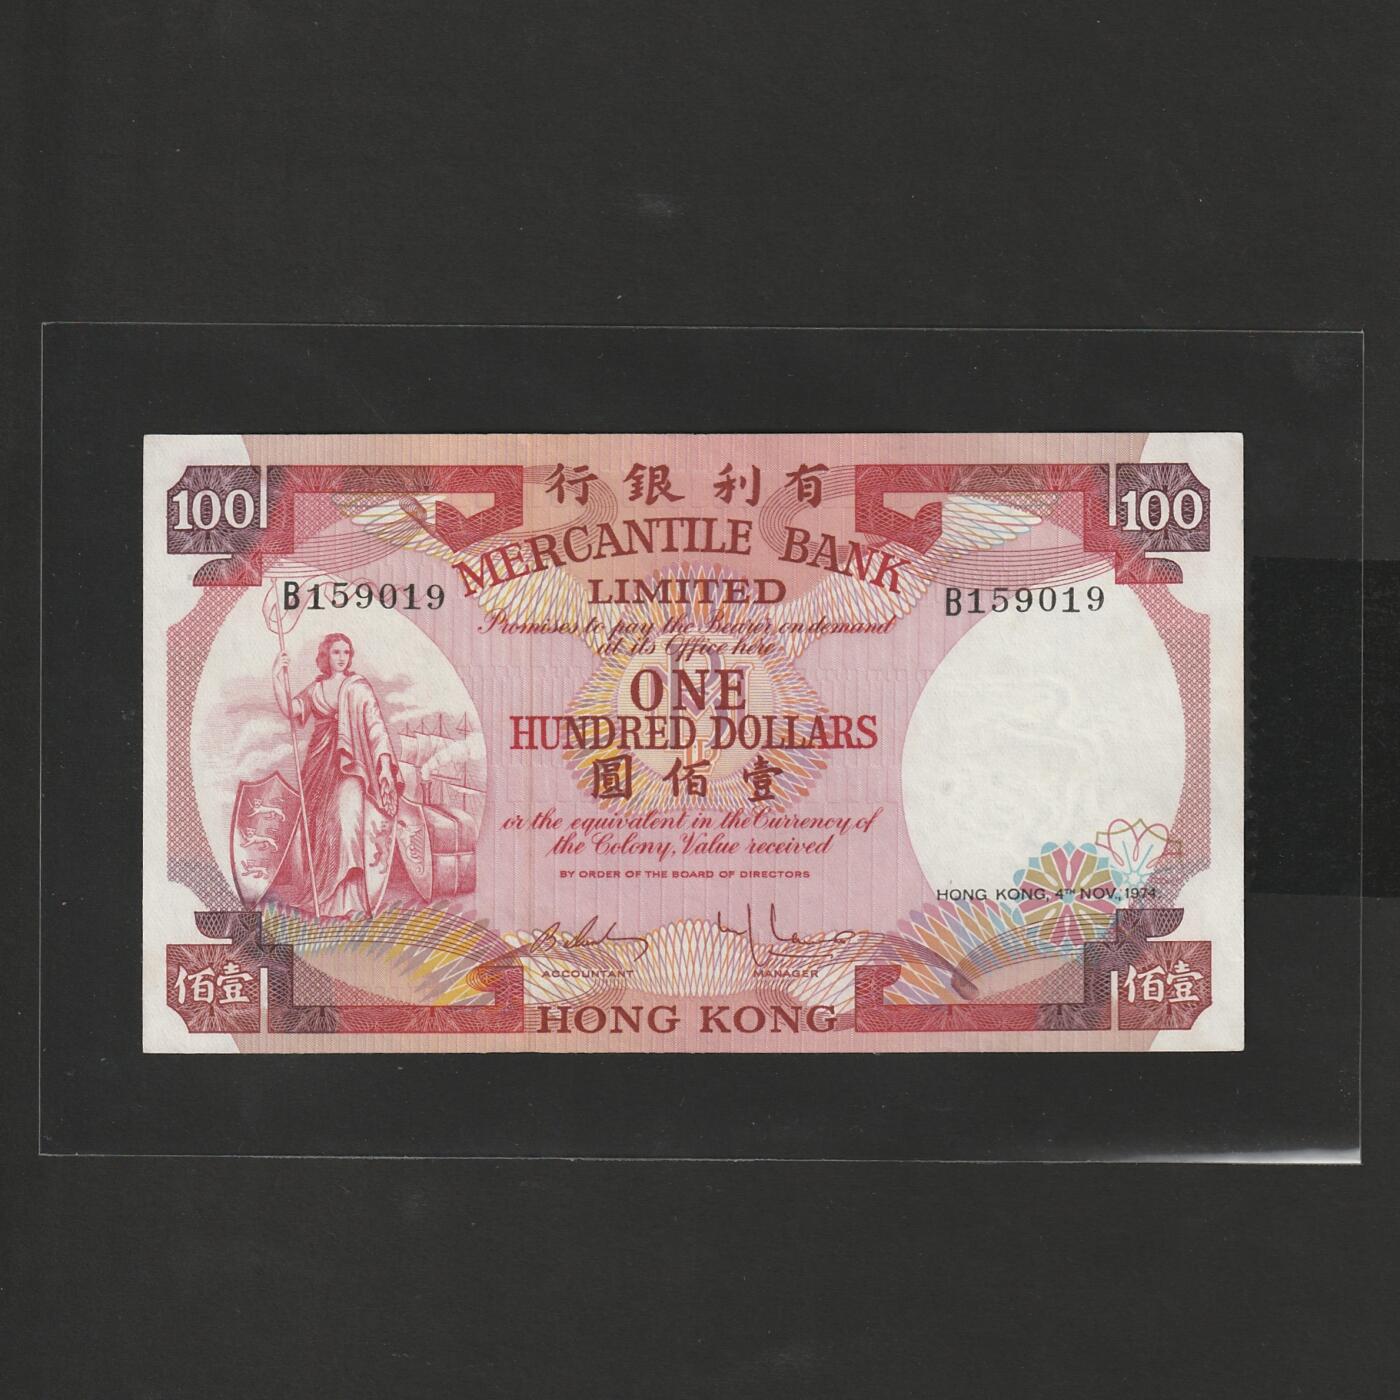 行銀利有
100
100
MERCANTILE BANK
LIMITED
B159019
B159019
Promises to pay the Bearer on demand
at its Office here
ONE
HUNDRED DOLLARS
圓佰壹
or the equivalent in the Currency of
the Colony, Value received
BY ORDER OF THE BOARD OF DIRECTORS
HONG KONG, 4TH NOV., 1974
ACCOUNTANT
MANAGER
佰壹
佰壹
HONG KONG